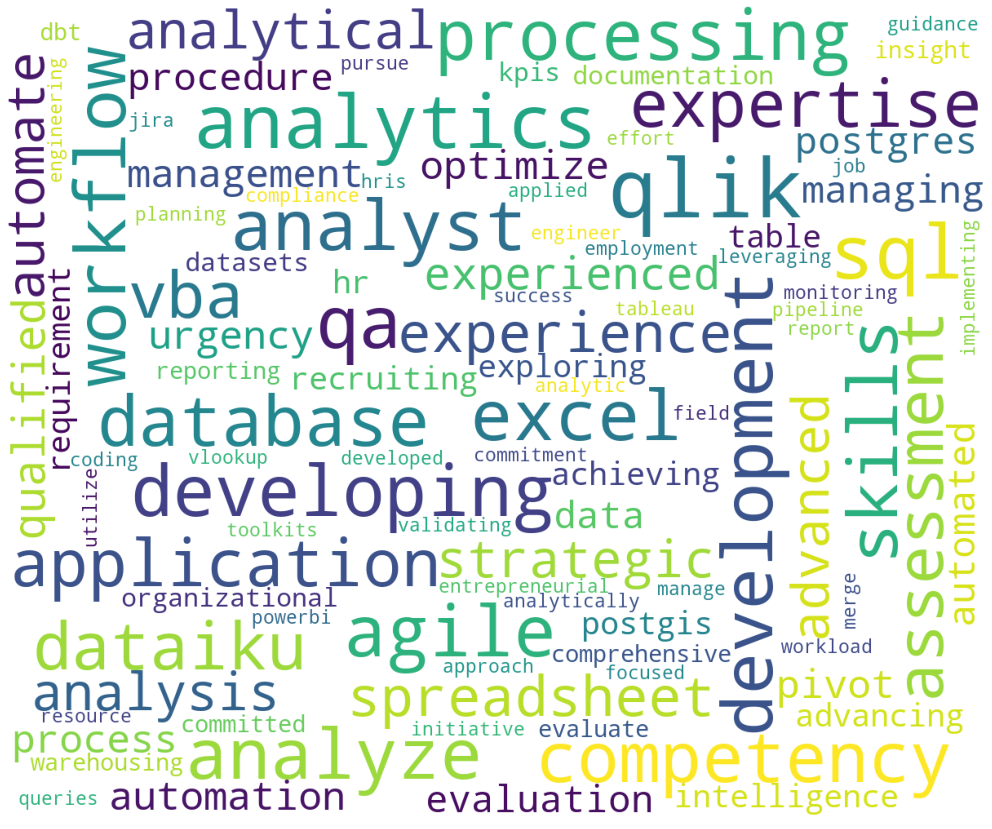 dbt
analytical
processing
guidance
insight
engineering
automate
workflow
procedure
pursue
kpis
documentation
jira
analytics
expertise
effort
postgres
optimize
job
management
hris
applied
qlik
managing
compliance
planning
analyst
engineer
employment
table
leveraging
sql
implementing
datasets
hr
experienced
monitoring
requirement
vba
success
tableau
pipeline
report
qualified
urgency
qa
experience
development
skills
assessment
reporting
recruiting
exploring
analytic
database
excel
field
advanced
coding
vlookup
developed
commitment
achieving
automated
utilize
developing
data
toolkits
validating
application
strategic
entrepreneurial
manage
merge
organizational
analytically
powerbi
dataiku
agile
postgis
comprehensive
workload
approach
focused
analysis
spreadsheet
pivot
resource
committed
initiative
evaluate
advancing
process
warehousing
analyze
competency
queries
automation
evaluation
intelligence